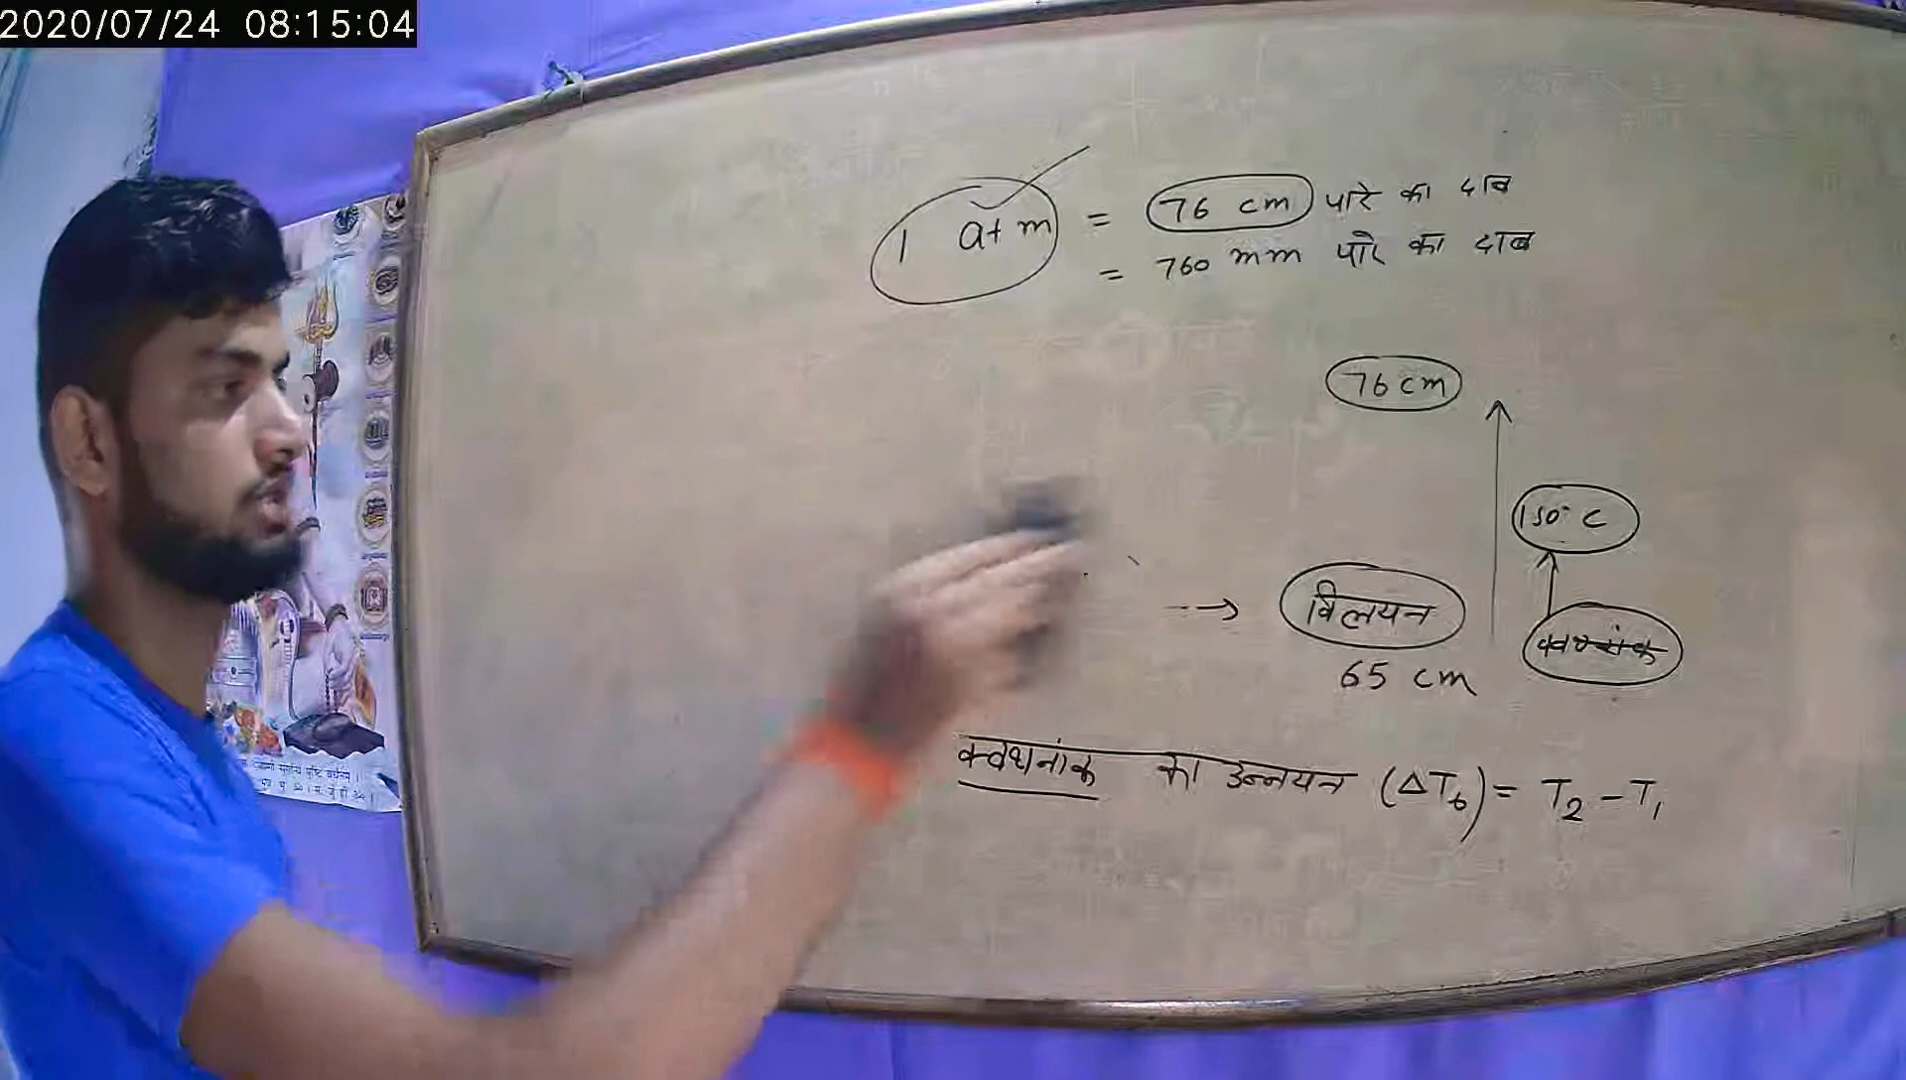 2020/07/24 08:15:04
1 atm = 76 cm पारे का दाब
= 760 mm पारे का दाब
76 cm
150° C
→ विलयन
क्वथनांक
65 cm
क्वथनांक का उन्नयन (ΔT_b) = T₂ - T₁